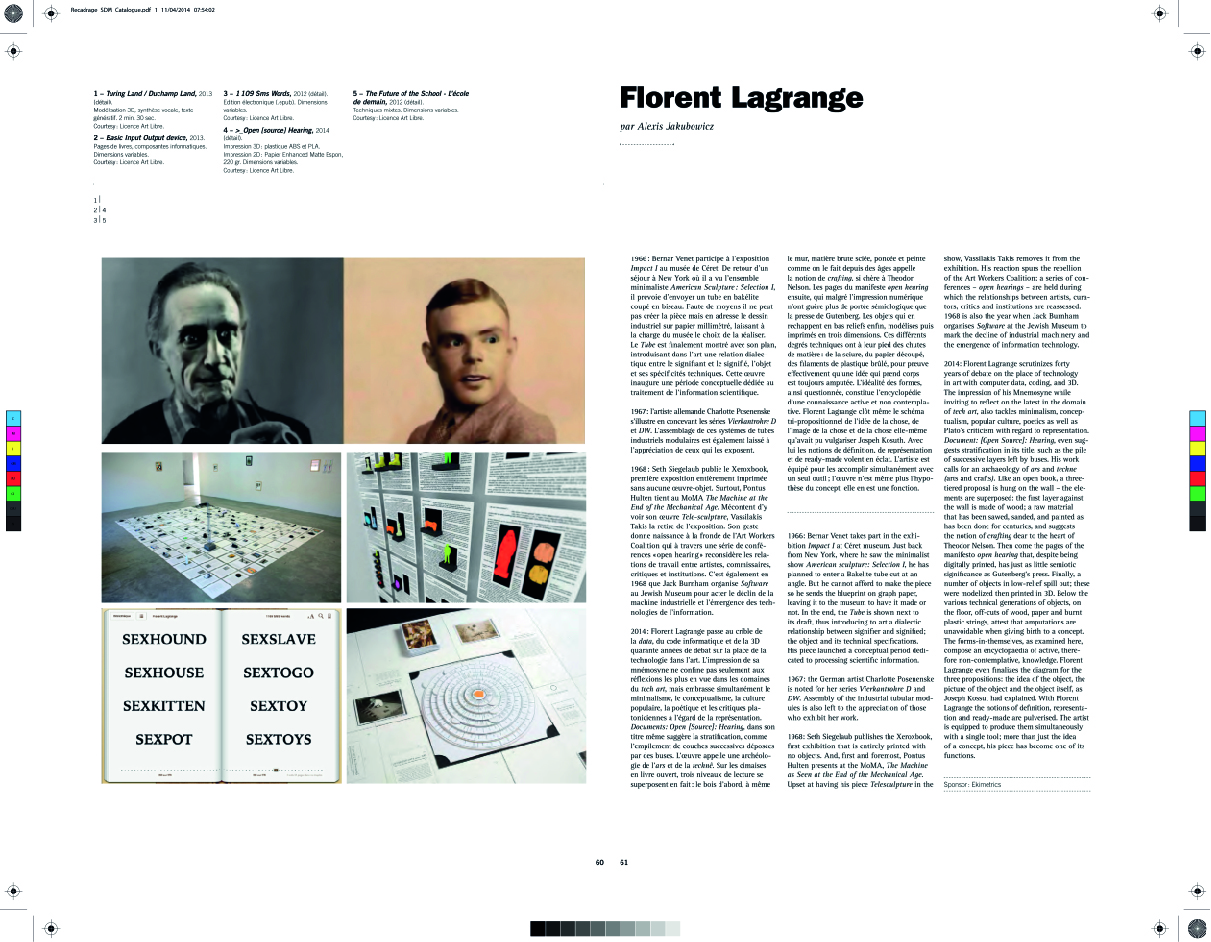 Recadrage SDM Catalogue.pdf 1 11/04/2014 07:54:02
1 – Turing Land / Duchamp Land, 2013
(détail).
Modélisation 3D, synthèse vocale, texte
génératif. 2 min. 30 sec.
Courtesy : Licence Art Libre.
2 – Basic Input Output device, 2013.
Pages de livres, composantes informatiques.
Dimensions variables.
Courtesy : Licence Art Libre.
3 – 1 109 Sms Words, 2013 (détail).
Édition électronique (.epub). Dimensions
variables.
Courtesy : Licence Art Libre.
4 – >_Open [source] Hearing, 2014
(détail).
Impression 3D : plastique ABS et PLA.
Impression 2D : Papier Enhanced Matte Espon,
220 gr. Dimensions variables.
Courtesy : Licence Art Libre.
5 – The Future of the School - L'école
de demain, 2012 (détail).
Techniques mixtes. Dimensions variables.
Courtesy : Licence Art Libre.
1
2 4
3 5
SEXHOUND
SEXHOUSE
SEXKITTEN
SEXPOT
SEXSLAVE
SEXTOGO
SEXTOY
SEXTOYS
Florent Lagrange
par Alexis Jakubowicz
1966 : Bernar Venet participe à l'exposition
Impact I au musée de Céret De retour d'un
séjour à New York où il a vu l'ensemble
minimaliste American Sculpture : Selection I,
il prévoie d'envoyer un tube en bakélite
coupé en biseau. Faute de moyens il ne peut
pas créer la pièce mais en adresse le dessin
industriel sur papier millimétré, laissant à
la charge du musée le choix de la réaliser.
Le Tube est finalement montré avec son plan,
introduisant dans l'art une relation dialec-
tique entre le signifiant et le signifié, l'objet
et ses spécificités techniques. Cette œuvre
inaugure une période conceptuelle dédiée au
traitement de l'information scientifique.
1967: l'artiste allemande Charlotte Posenenske
s'illustre en concevant les séries Vierkantrohre D
et DW. L'assemblage de ces systèmes de tubes
industriels modulaires est également laissé à
l'appréciation de ceux qui les exposent.
1968 : Seth Siegelaub publie le Xeroxbook,
première exposition entièrement imprimée
sans aucune œuvre-objet. Surtout, Pontus
Hulten tient au MoMA The Machine at the
End of the Mechanical Age. Mécontent d'y
voir son œuvre Tele-sculpture, Vassilakis
Takis la retire de l'exposition. Son geste
donne naissance à la fronde de l'Art Workers
Coalition qui à travers une série de confé-
rences « open hearing » reconsidère les rela-
tions de travail entre artistes, commissaires,
critiques et institutions. C'est également en
1968 que Jack Burnham organise Software
au Jewish Museum pour acter le déclin de la
machine industrielle et l'émergence des tech-
nologies de l'information.
2014 : Florent Lagrange passe au crible de
la data, du code informatique et de la 3D
quarante années de débat sur la place de la
technologie dans l'art. L'impression de sa
mnémosyne ne confine pas seulement aux
réflexions les plus en vue dans les domaines
du tech art, mais embrasse simultanément le
minimalisme, le conceptualisme, la culture
populaire, la poétique et les critiques pla-
toniciennes à l'égard de la représentation.
Documents: Open [Source]: Hearing, dans son
titre même suggère la stratification, comme
l'empilement de couches successives déposées
par ces buses. L'œuvre appelle une archéolo-
gie de l'ars et de la technè. Sur les cimaises
en livre ouvert, trois niveaux de lecture se
superposent en fait : le bois d'abord, à même
le mur, matière brute sciée, poncée et peinte
comme on le fait depuis des âges appelle
la notion de crafting, si chère à Theodor
Nelson. Les pages du manifeste open hearing
ensuite, qui malgré l'impression numérique
n'ont guère plus de portée sémiologique que
la presse de Gutenberg. Les objets qui en
réchappent en bas reliefs enfin, modélisés puis
imprimés en trois dimensions. Ces différents
degrés techniques ont à leur pied des chutes
de matière : de la sciure, du papier découpé,
des filaments de plastique brûlé, pour preuve
effectivement qu'une idée qui prend corps
est toujours amputée. L'idéalité des formes,
ainsi questionnée, constitue l'encyclopédie
d'une connaissance active et non contempla-
tive. Florent Lagrange clôt même le schéma
tri-propositionnel de l'idée de la chose, de
l'image de la chose et de la chose elle-même
qu'avait pu vulgariser Jospeh Kosuth. Avec
lui les notions de définition, de représentation
et de ready-made volent en éclat. L'artiste est
équipé pour les accomplir simultanément avec
un seul outil ; l'œuvre n'est même plus l'hypo-
thèse du concept elle en est une fonction.
1966: Bernar Venet takes part in the exhi-
bition Impact I at Céret museum. Just back
from New York, where he saw the minimalist
show American sculpture: Selection I, he has
planned to enter a Bakelite tube cut at an
angle. But he cannot afford to make the piece
so he sends the blueprint on graph paper,
leaving it to the museum to have it made or
not. In the end, the Tube is shown next to
its draft, thus introducing to art a dialectic
relationship between signifier and signified;
the object and its technical specifications.
His piece launched a conceptual period dedi-
cated to processing scientific information.
1967: the German artist Charlotte Posenenske
is noted for her series Vierkantrohre D and
DW. Assembly of the industrial tubular mod-
ules is also left to the appreciation of those
who exhibit her work.
1968: Seth Siegelaub publishes the Xeroxbook,
first exhibition that is entirely printed with
no objects. And, first and foremost, Pontus
Hulten presents at the MoMA, The Machine
as Seen at the End of the Mechanical Age.
Upset at having his piece Telesculpture in the
show, Vassilakis Takis removes it from the
exhibition. His reaction spurs the rebellion
of the Art Workers Coalition: a series of con-
ferences – open hearings – are held during
which the relationships between artists, cura-
tors, critics and institutions are reassessed.
1968 is also the year when Jack Burnham
organises Software at the Jewish Museum to
mark the decline of industrial machinery and
the emergence of information technology.
2014: Florent Lagrange scrutinizes forty
years of debate on the place of technology
in art with computer data, coding, and 3D.
The impression of his Mnemosyne while
inviting to reflect on the latest in the domain
of tech art, also tackles minimalism, concep-
tualism, popular culture, poetics as well as
Plato's criticism with regard to representation.
Document: [Open Source]: Hearing, even sug-
gests stratification in its title, such as the pile
of successive layers left by buses. His work
calls for an archaeology of ars and techne
(arts and crafts). Like an open book, a three-
tiered proposal is hung on the wall – the ele-
ments are superposed: the first layer against
the wall is made of wood; a raw material
that has been sawed, sanded, and painted as
has been done for centuries, and suggests
the notion of crafting dear to the heart of
Theodor Nelson. Then come the pages of the
manifesto open hearing that, despite being
digitally printed, has just as little semiotic
significance as Gutenberg's press. Finally, a
number of objects in low-relief spill out; these
were modelized then printed in 3D. Below the
various technical generations of objects, on
the floor, off-cuts of wood, paper and burnt
plastic strings, attest that amputations are
unavoidable when giving birth to a concept.
The forms-in-themselves, as examined here,
compose an encyclopaedia of active, there-
fore non-contemplative, knowledge. Florent
Lagrange even finalizes the diagram for the
three propositions: the idea of the object, the
picture of the object and the object itself, as
Joseph Kossu. had explained. With Florent
Lagrange the notions of definition, representa-
tion and ready-made are pulverised. The artist
is equipped to produce them simultaneously
with a single tool; more than just the idea
of a concept, his piece has become one of its
functions.
Sponsor : Ekimetrics
60 61